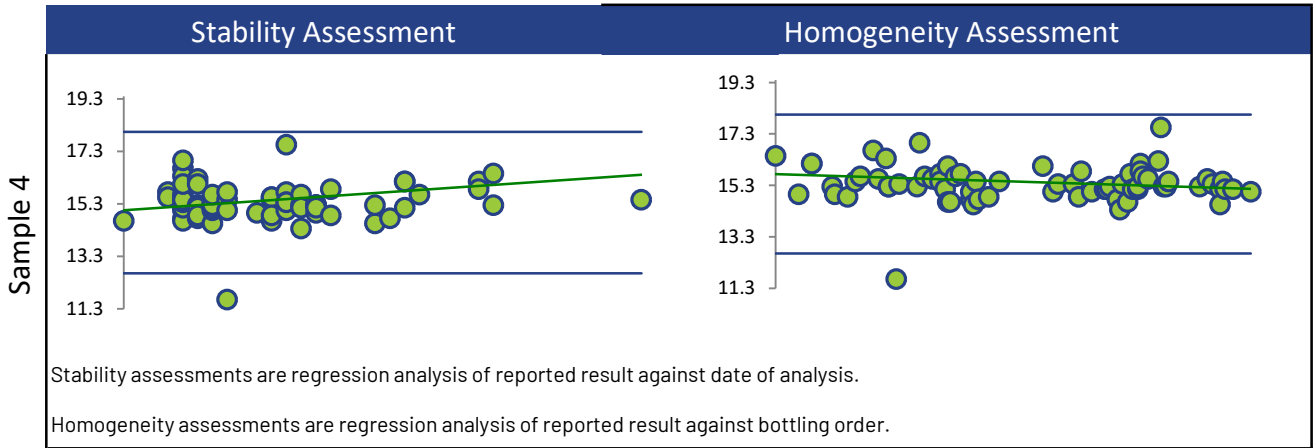 Stability Assessment
Homogeneity Assessment
Sample 4
19.3
17.3
15.3
13.3
11.3
19.3
17.3
15.3
13.3
11.3
Stability assessments are regression analysis of reported result against date of analysis.
Homogeneity assessments are regression analysis of reported result against bottling order.